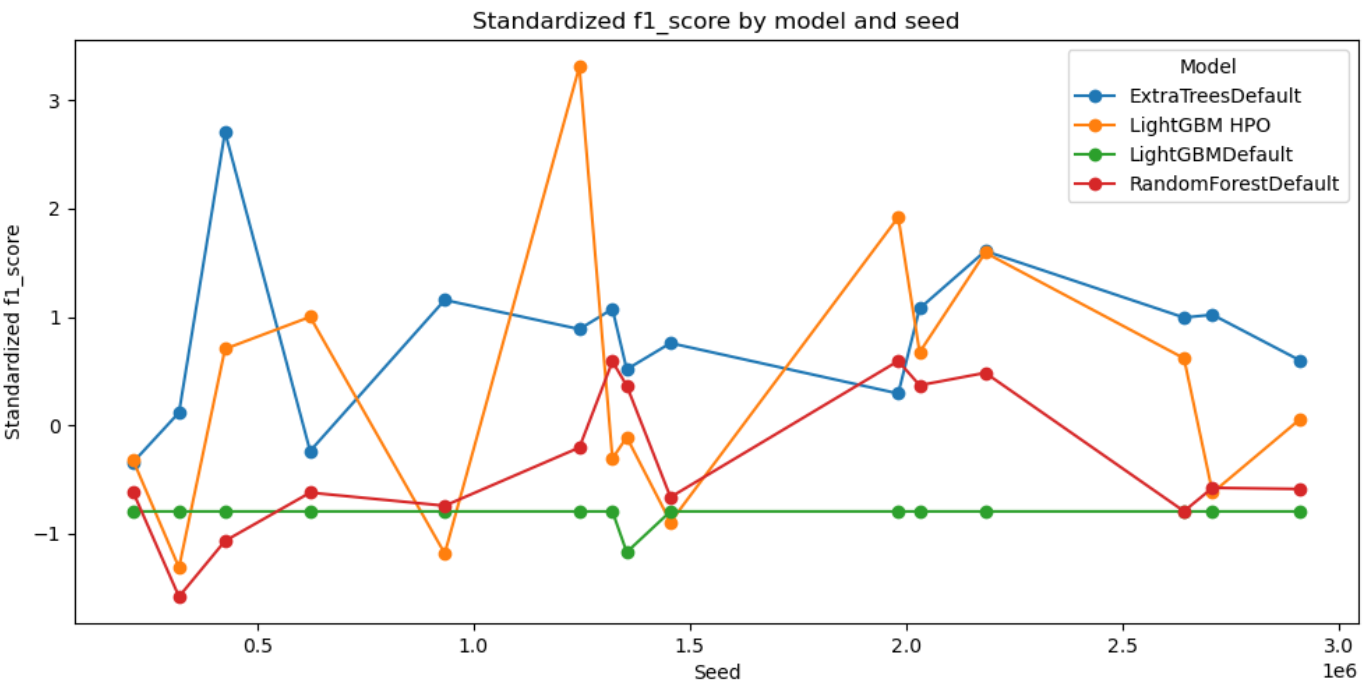 Standardized f1_score by model and seed
Standardized f1_score
3
2
1
0
−1
Model
ExtraTreesDefault
LightGBM HPO
LightGBMDefault
RandomForestDefault
0.5
1.0
1.5
2.0
2.5
3.0
1e6
Seed